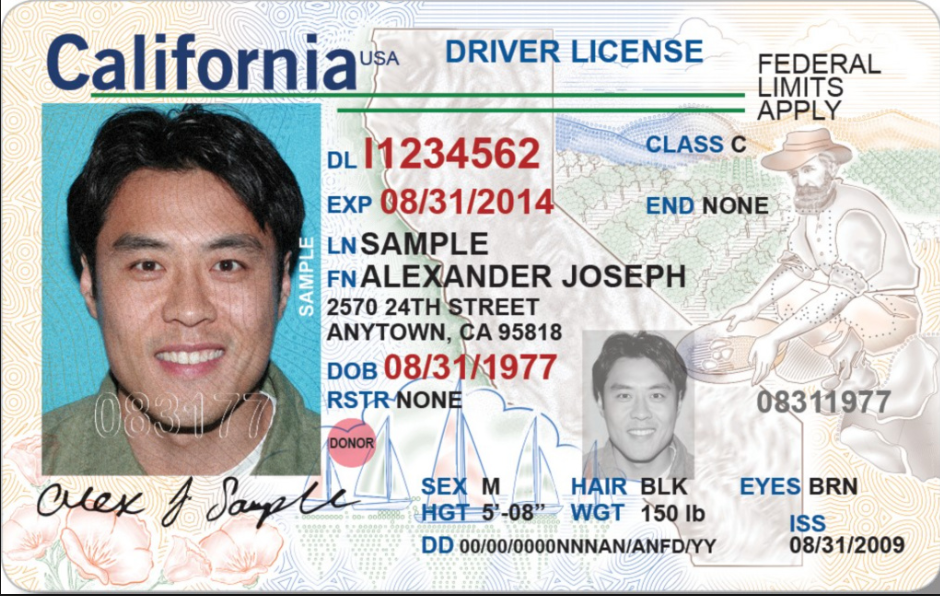 California USA DRIVER LICENSE
FEDERAL
LIMITS
APPLY
DL I1234562
CLASS C
EXP 08/31/2014
END NONE
LN SAMPLE
FN ALEXANDER JOSEPH
2570 24TH STREET
ANYTOWN, CA 95818
DOB 08/31/1977
RSTR NONE
08311977
SAMPLE
083177
DONOR
Alex J Sample
SEX M HAIR BLK EYES BRN
HGT 5'-08" WGT 150 lb
ISS
DD 00/00/0000NNNAN/ANFD/YY
08/31/2009